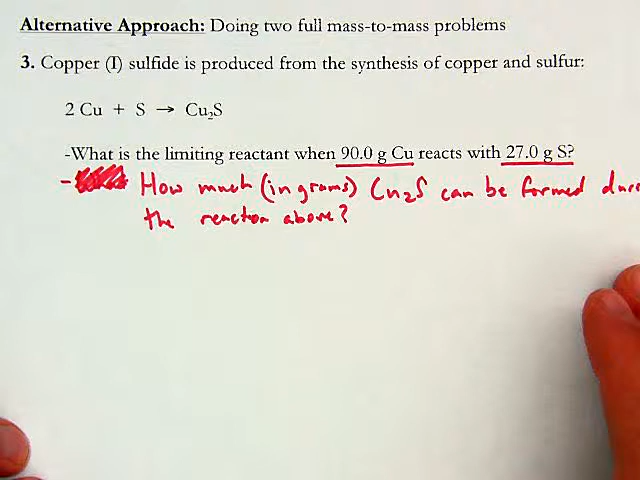 Alternative Approach: Doing two full mass-to-mass problems
3. Copper (I) sulfide is produced from the synthesis of copper and sulfur:
2 Cu + S → Cu₂S
-What is the limiting reactant when 90.0 g Cu reacts with 27.0 g S?
- How much (in grams) Cu₂S can be formed
the reaction above?